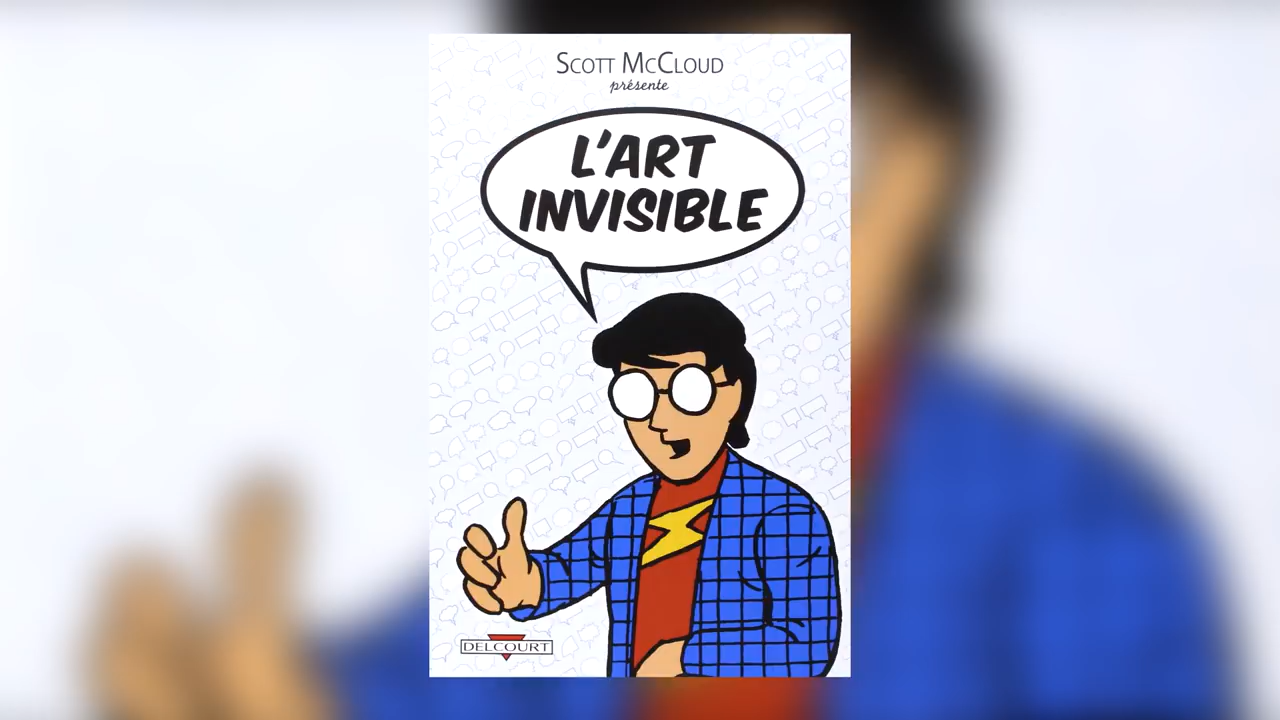 SCOTT MCCLOUD
présente
L'ART
INVISIBLE
DELCOURT